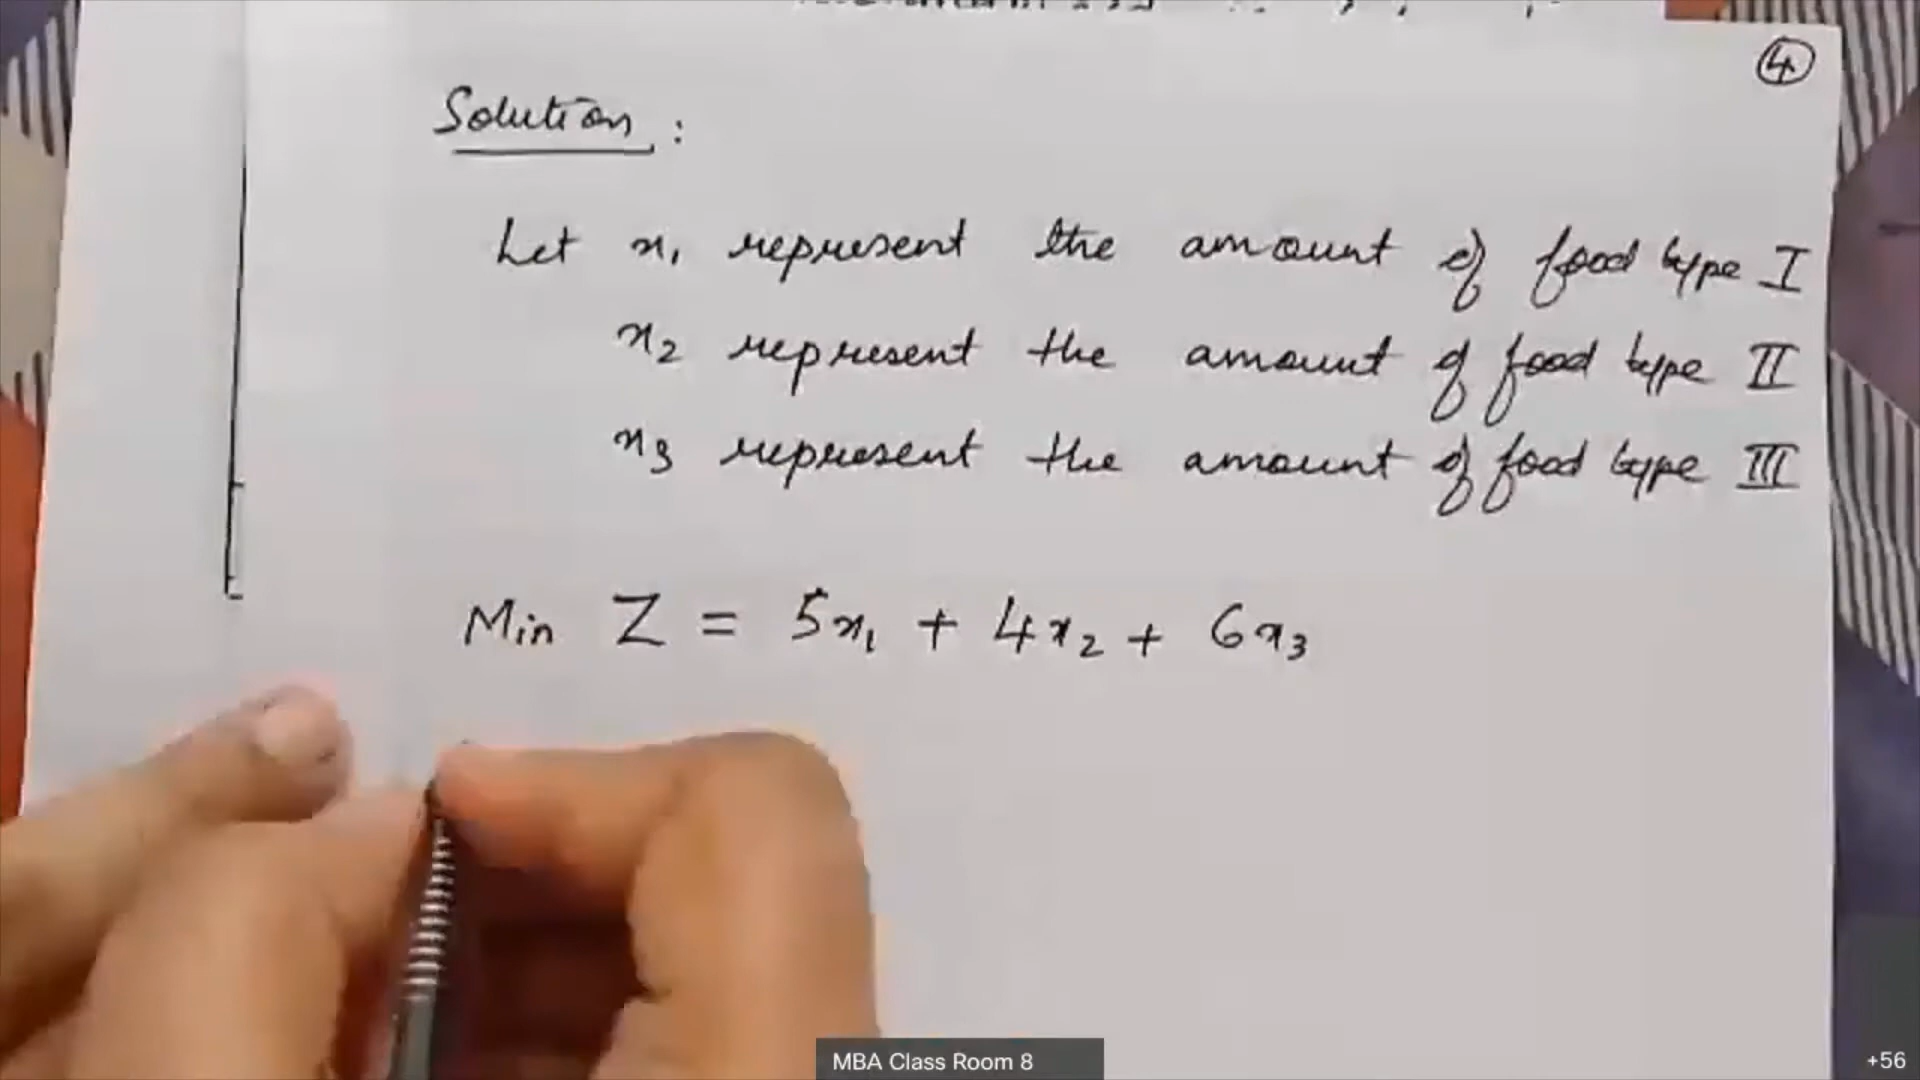 4
Solution :
Let x₁ represent the amount of food type I
x₂ represent the amount of food type II
x₃ represent the amount of food type III
Min Z = 5x₁ + 4x₂ + 6x₃
MBA Class Room 8
+56